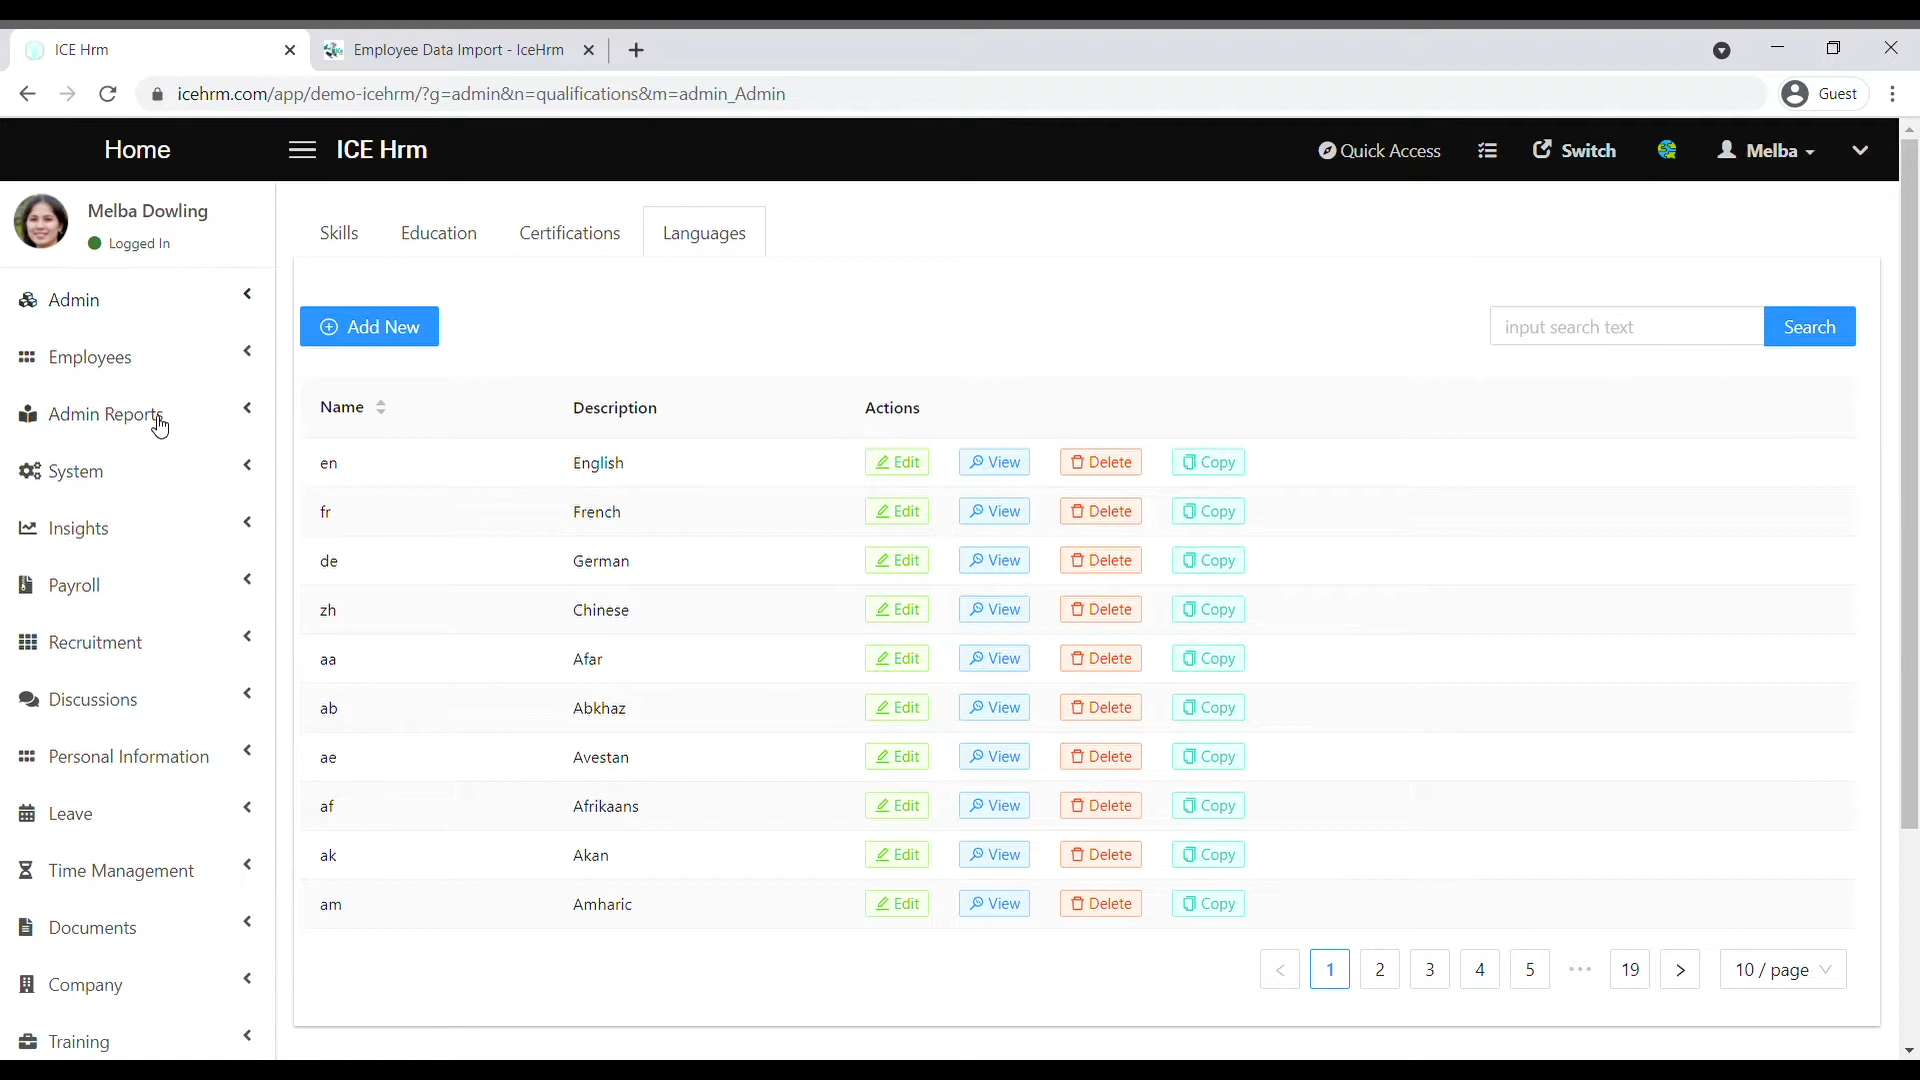 ICE Hrm
Employee Data Import - IceHrm
icehrm.com/app/demo-icehrm/?g=admin&n=qualifications&m=admin_Admin
Guest
Home
ICE Hrm
Quick Access
Switch
Melba
Melba Dowling
Logged In
Admin
Employees
Admin Reports
System
Insights
Payroll
Recruitment
Discussions
Personal Information
Leave
Time Management
Documents
Company
Training
Skills Education Certifications Languages
Add New
input search text Search
Name Description Actions
en English Edit View Delete Copy
fr French Edit View Delete Copy
de German Edit View Delete Copy
zh Chinese Edit View Delete Copy
aa Afar Edit View Delete Copy
ab Abkhaz Edit View Delete Copy
ae Avestan Edit View Delete Copy
af Afrikaans Edit View Delete Copy
ak Akan Edit View Delete Copy
am Amharic Edit View Delete Copy
< 1 2 3 4 5 ••• 19 > 10 / page